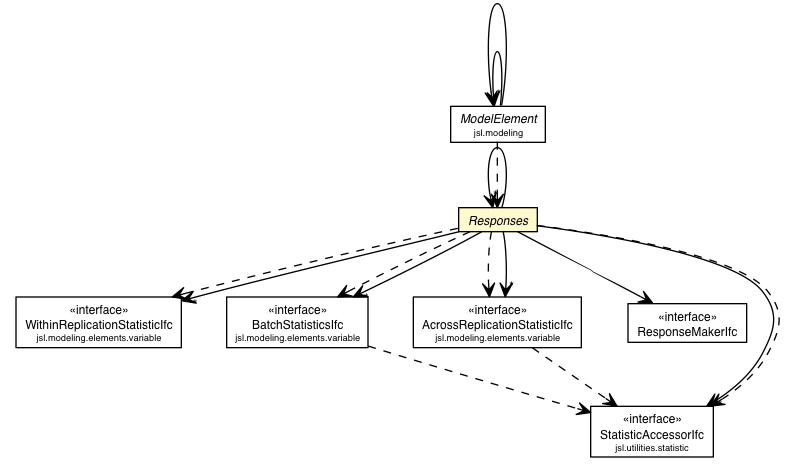 ModelElement
jsl.modeling
Responses
«interface»
WithinReplicationStatisticIfc
jsl.modeling.elements.variable
«interface»
BatchStatisticsIfc
jsl.modeling.elements.variable
«interface»
AcrossReplicationStatisticIfc
jsl.modeling.elements.variable
«interface»
ResponseMakerIfc
«interface»
StatisticAccessorIfc
jsl.utilities.statistic